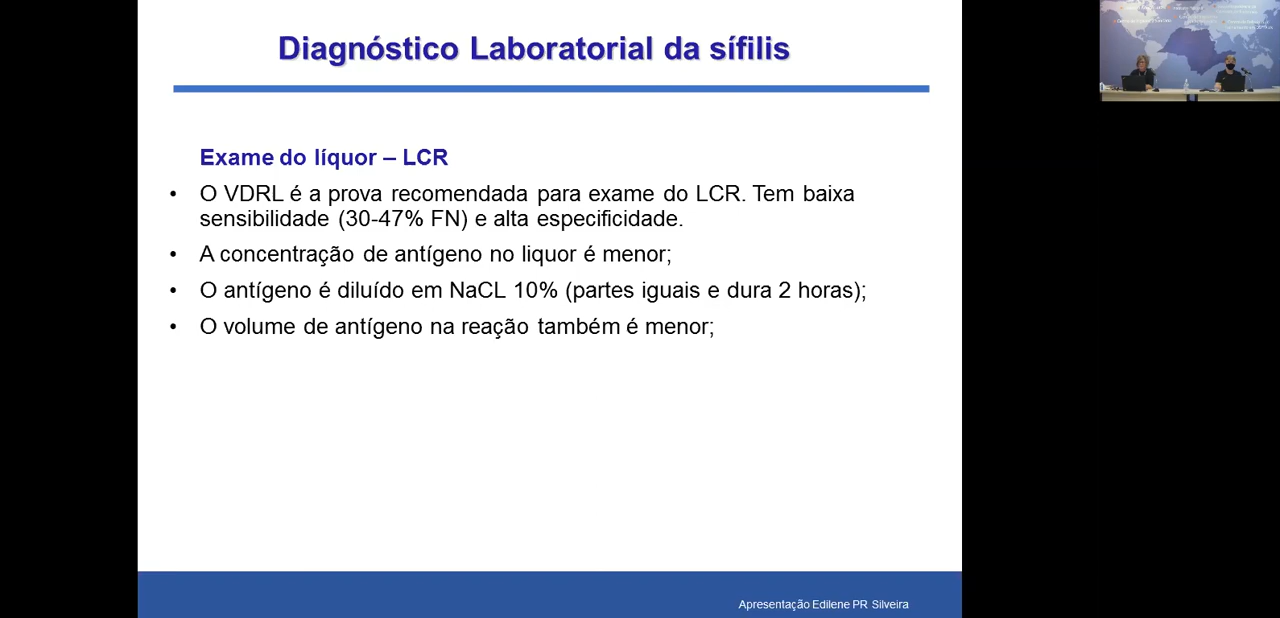 Diagnóstico Laboratorial da sífilis
Exame do líquor – LCR
• O VDRL é a prova recomendada para exame do LCR. Tem baixa
sensibilidade (30-47% FN) e alta especificidade.
• A concentração de antígeno no liquor é menor;
• O antígeno é diluído em NaCL 10% (partes iguais e dura 2 horas);
• O volume de antígeno na reação também é menor;
Apresentação Edilene PR Silveira